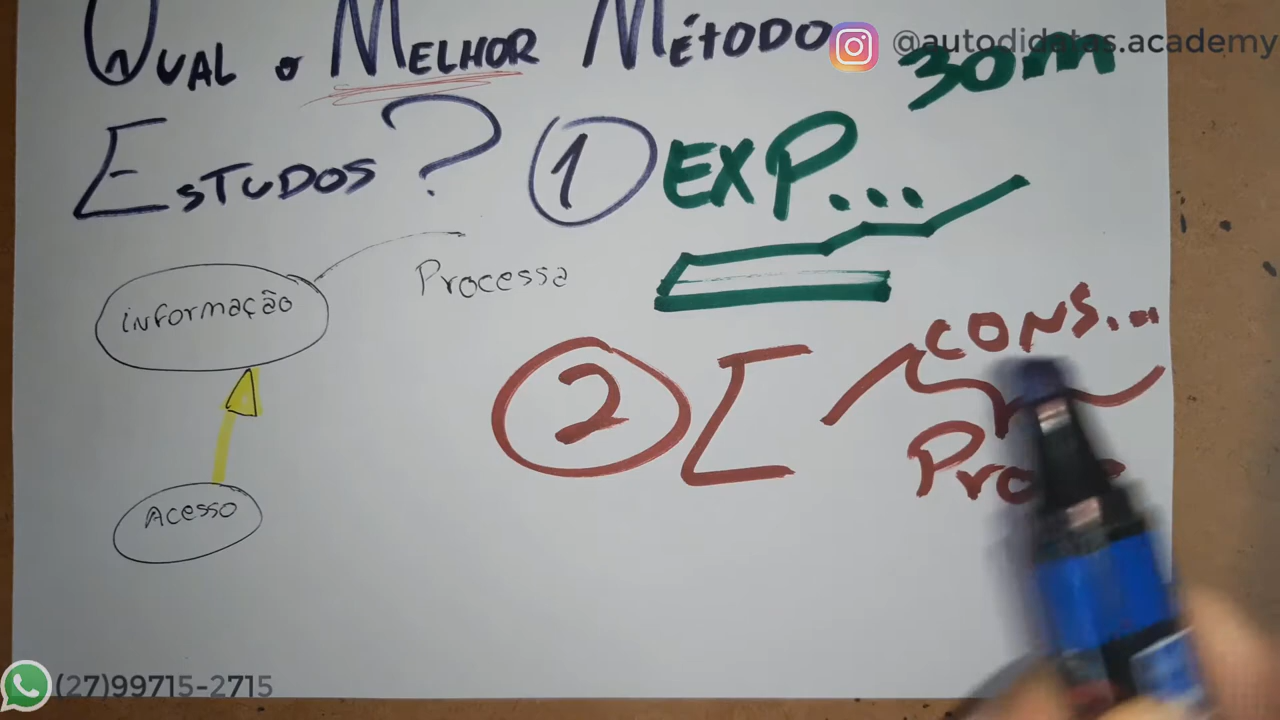 QUAL O MELHOR MÉTODO
@autodidatos.academy
30m
ESTUDOS? 1 EXP...
informação
Processa
2 CONS...
Acesso
(27)99715-2715